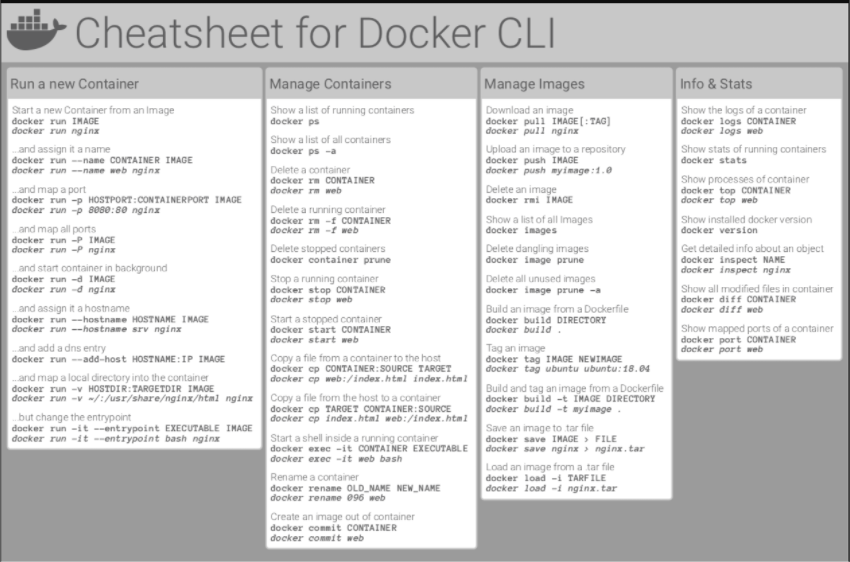 Cheatsheet for Docker CLI
Run a new Container
Start a new Container from an Image
docker run IMAGE
docker run nginx
...and assign it a name
docker run --name CONTAINER IMAGE
docker run --name web nginx
...and map a port
docker run -p HOSTPORT:CONTAINERPORT IMAGE
docker run -p 8080:80 nginx
...and map all ports
docker run -P IMAGE
docker run -P nginx
...and start container in background
docker run -d IMAGE
docker run -d nginx
...and assign it a hostname
docker run --hostname HOSTNAME IMAGE
docker run --hostname srv nginx
...and add a dns entry
docker run --add-host HOSTNAME:IP IMAGE
...and map a local directory into the container
docker run -v HOSTDIR:TARGETDIR IMAGE
docker run -v ~/:/usr/share/nginx/html nginx
...but change the entrypoint
docker run -it --entrypoint EXECUTABLE IMAGE
docker run -it --entrypoint bash nginx
Manage Containers
Show a list of running containers
docker ps
Show a list of all containers
docker ps -a
Delete a container
docker rm CONTAINER
docker rm web
Delete a running container
docker rm -f CONTAINER
docker rm -f web
Delete stopped containers
docker container prune
Stop a running container
docker stop CONTAINER
docker stop web
Start a stopped container
docker start CONTAINER
docker start web
Copy a file from a container to the host
docker cp CONTAINER:SOURCE TARGET
docker cp web:/index.html index.html
Copy a file from the host to a container
docker cp TARGET CONTAINER:SOURCE
docker cp index.html web:/index.html
Start a shell inside a running container
docker exec -it CONTAINER EXECUTABLE
docker exec -it web bash
Rename a container
docker rename OLD_NAME NEW_NAME
docker rename 096 web
Create an image out of container
docker commit CONTAINER
docker commit web
Manage Images
Download an image
docker pull IMAGE[:TAG]
docker pull nginx
Upload an image to a repository
docker push IMAGE
docker push myimage:1.0
Delete an image
docker rmi IMAGE
Show a list of all Images
docker images
Delete dangling images
docker image prune
Delete all unused images
docker image prune -a
Build an image from a Dockerfile
docker build DIRECTORY
docker build .
Tag an image
docker tag IMAGE NEWIMAGE
docker tag ubuntu ubuntu:18.04
Build and tag an image from a Dockerfile
docker build -t IMAGE DIRECTORY
docker build -t myimage .
Save an image to .tar file
docker save IMAGE > FILE
docker save nginx > nginx.tar
Load an image from a .tar file
docker load -i TARFILE
docker load -i nginx.tar
Info & Stats
Show the logs of a container
docker logs CONTAINER
docker logs web
Show stats of running containers
docker stats
Show processes of container
docker top CONTAINER
docker top web
Show installed docker version
docker version
Get detailed info about an object
docker inspect NAME
docker inspect nginx
Show all modified files in container
docker diff CONTAINER
docker diff web
Show mapped ports of a container
docker port CONTAINER
docker port web